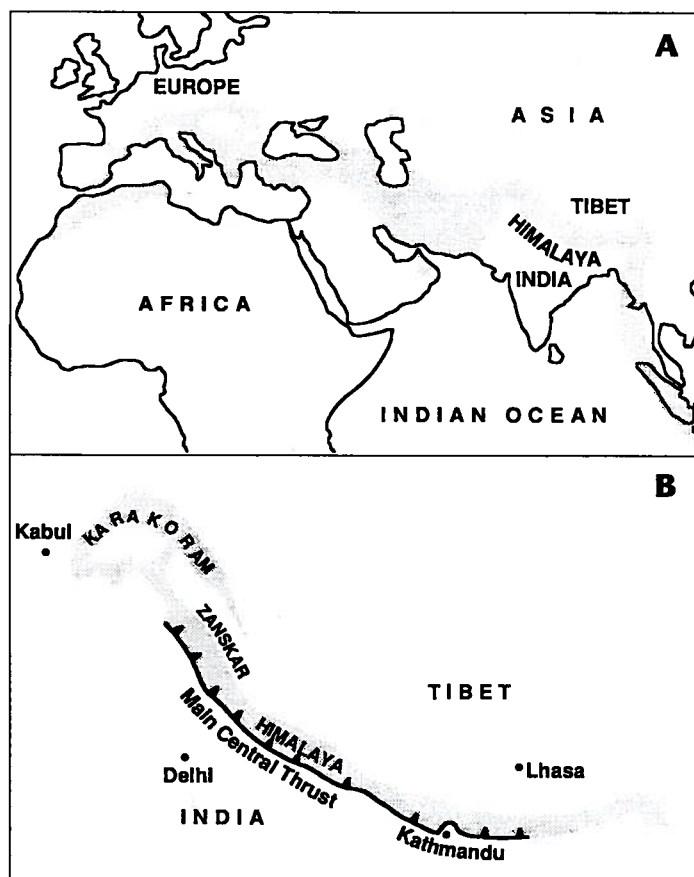 A
EUROPE
ASIA
TIBET
HIMALAYA
INDIA
AFRICA
INDIAN OCEAN
B
Kabul
KARAKORAM
ZANSKAR
TIBET
HIMALAYA
Main Central Thrust
Delhi
Lhasa
INDIA
Kathmandu